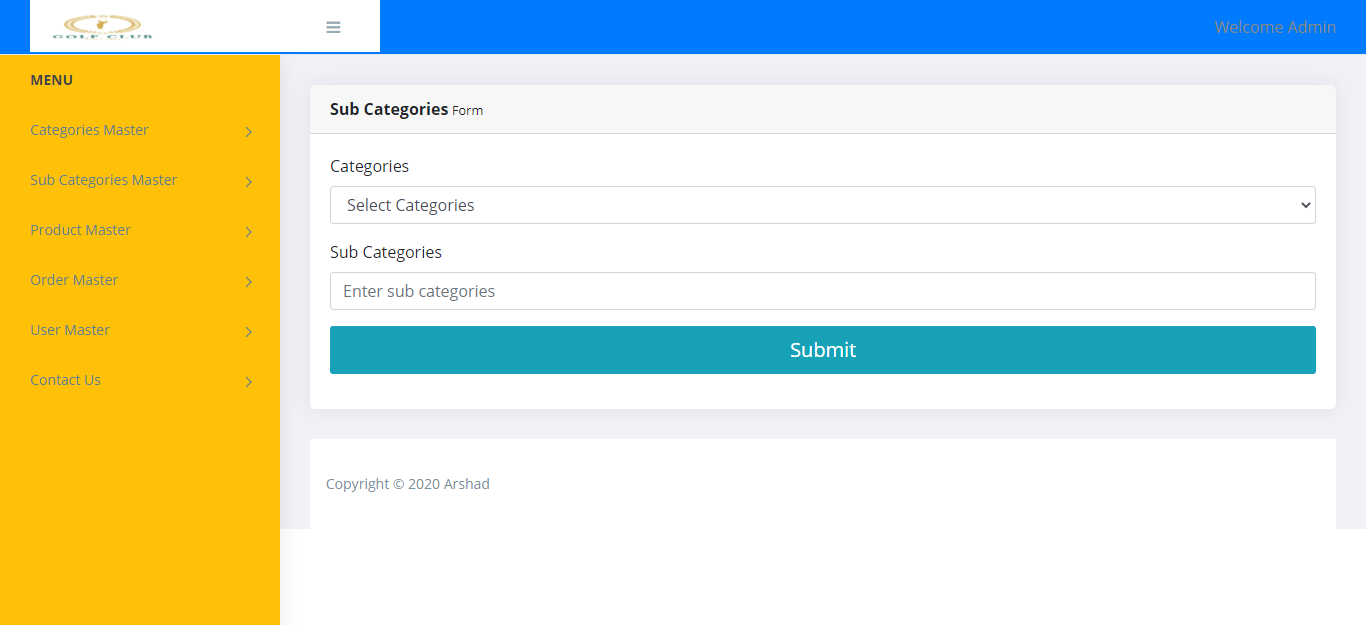 GOLF CLUB
Welcome Admin
MENU
Categories Master
Sub Categories Master
Product Master
Order Master
User Master
Contact Us
Sub Categories Form
Categories
Select Categories
Sub Categories
Enter sub categories
Submit
Copyright © 2020 Arshad